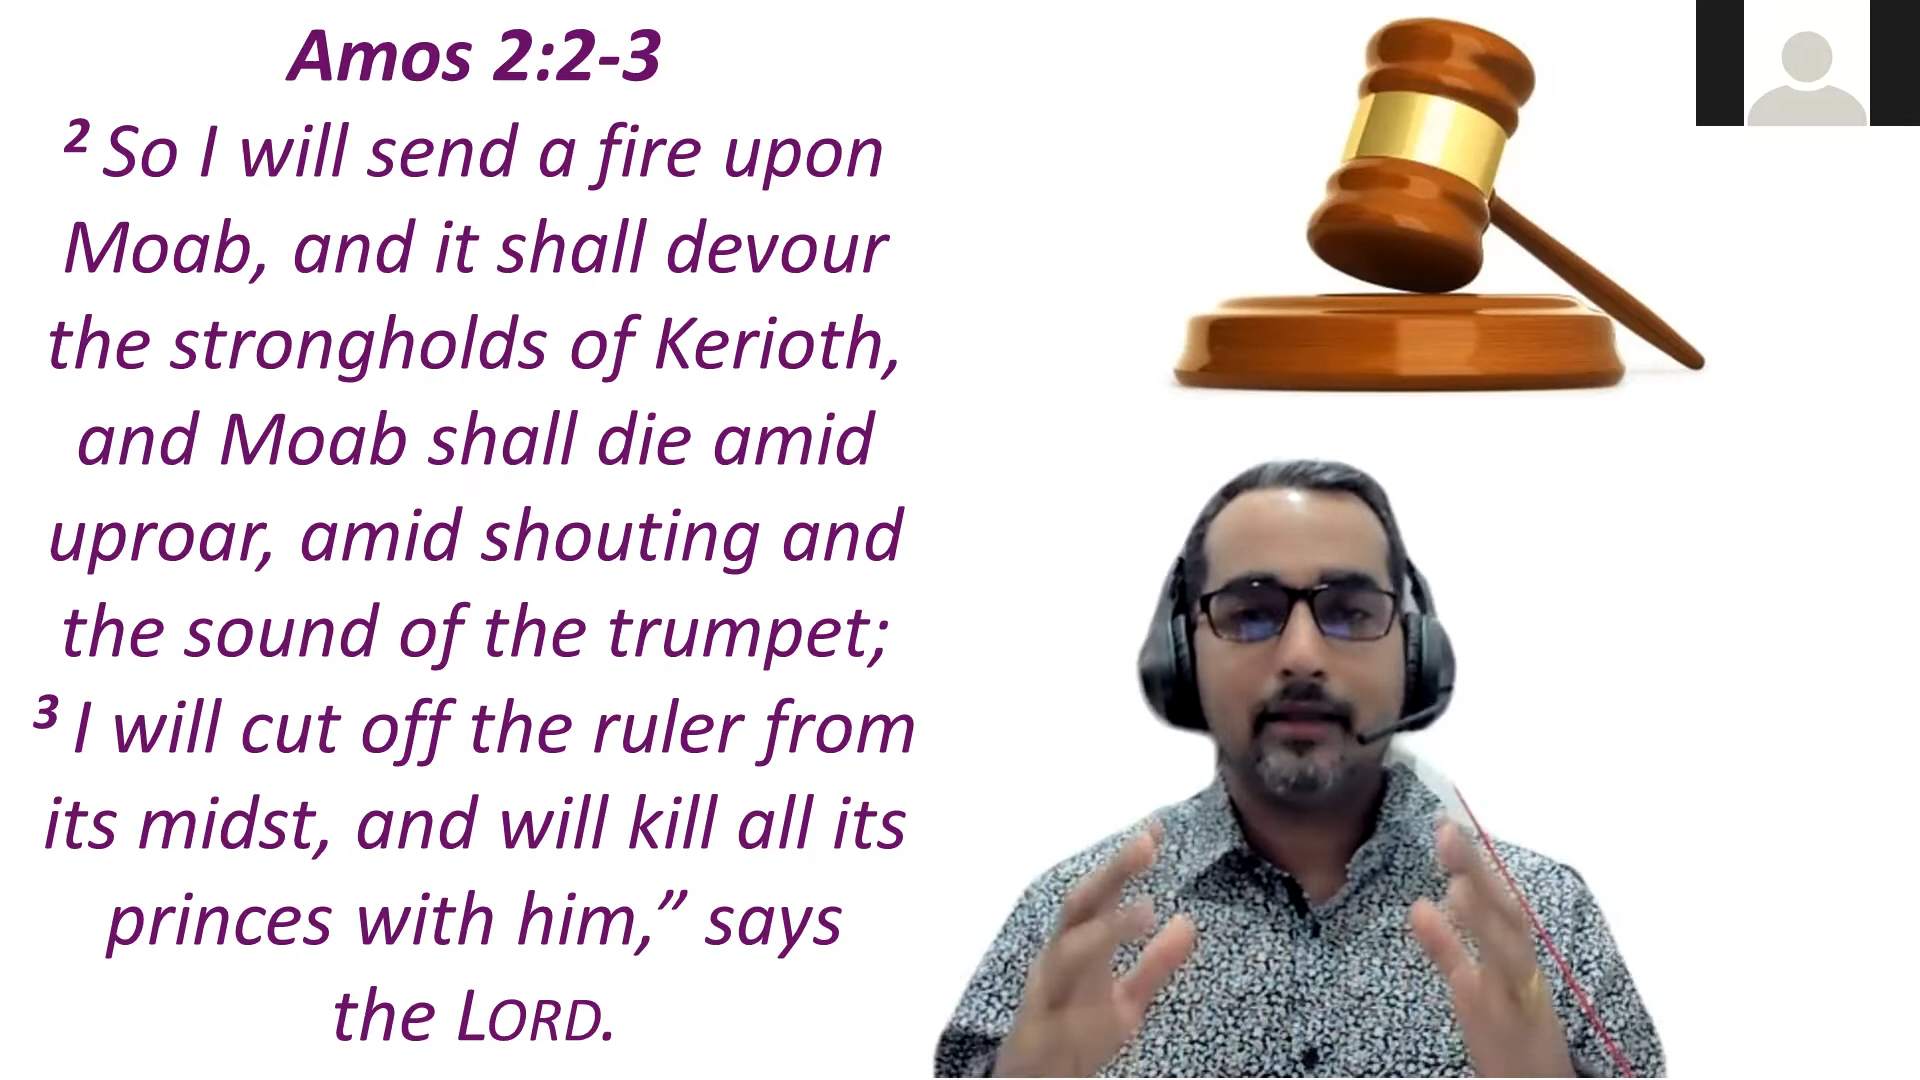 Amos 2:2-3
2 So I will send a fire upon
Moab, and it shall devour
the strongholds of Kerioth,
and Moab shall die amid
uproar, amid shouting and
the sound of the trumpet;
3 I will cut off the ruler from
its midst, and will kill all its
princes with him,” says
the LORD.